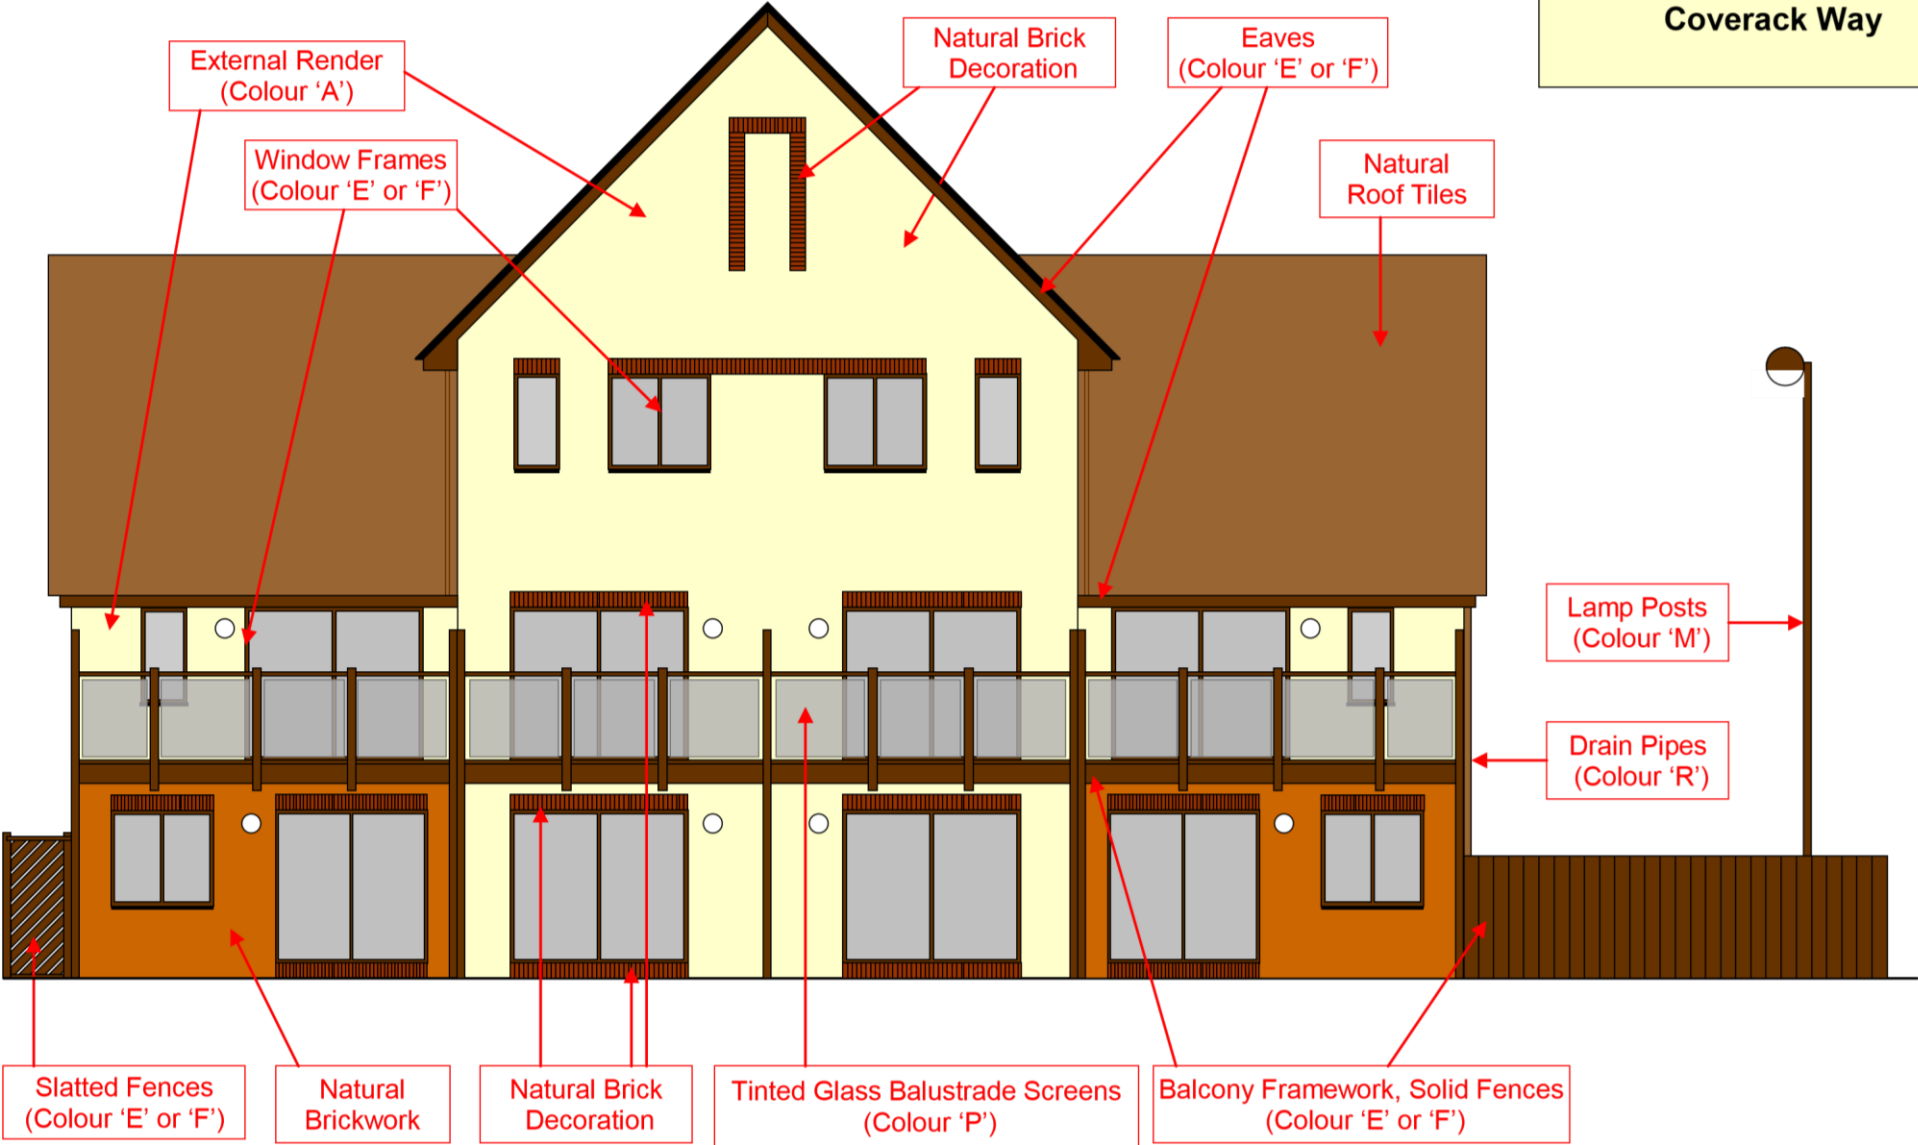 Coverack Way
External Render
(Colour ‘A’)
Natural Brick
Decoration
Eaves
(Colour ‘E’ or ‘F’)
Window Frames
(Colour ‘E’ or ‘F’)
Natural
Roof Tiles
Lamp Posts
(Colour ‘M’)
Drain Pipes
(Colour ‘R’)
Slatted Fences
(Colour ‘E’ or ‘F’)
Natural
Brickwork
Natural Brick
Decoration
Tinted Glass Balustrade Screens
(Colour ‘P’)
Balcony Framework, Solid Fences
(Colour ‘E’ or ‘F’)